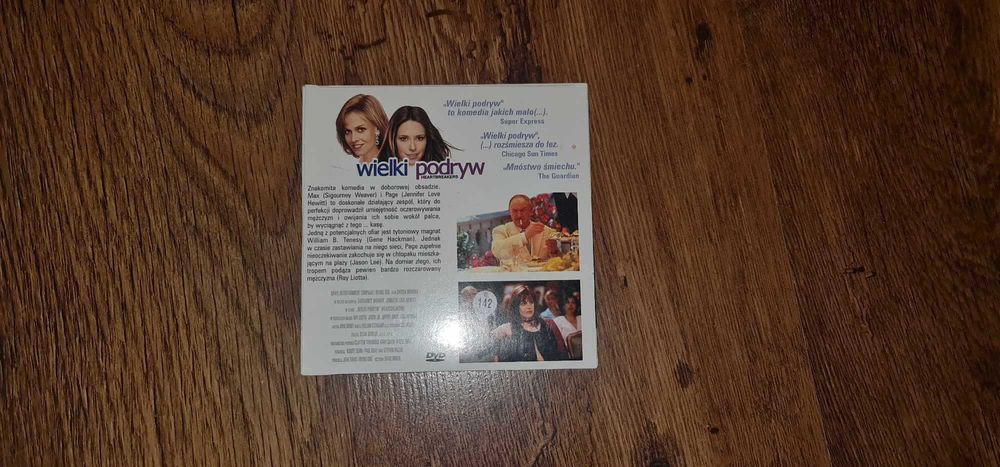 „Wielki podryw"
to komedia jakich mało(...).
Super Express
„Wielki podryw",
(...) rozśmiesza do łez.
Chicago Sun Times
„Mnóstwo śmiechu."
The Guardian
wielki podryw
HEARTBREAKERS
Znakomita komedia w doborowej obsadzie.
Max (Sigourney Weaver) i Page (Jennifer Love
Hewitt) to doskonale działający zespół, który do
perfekcji doprowadził umiejętność oczarowywania
mężczyzn i owijania ich sobie wokół palca,
by wyciągnąć z tego ... kasę.
Jedną z potencjalnych ofiar jest tytoniowy magnat
William B. Tenesy (Gene Hackman). Jednak
w czasie zastawiania na niego sieci, Page zupełnie
nieoczekiwanie zakochuje się w chłopaku mieszka-
jącym na plaży (Jason Lee). Na domiar złego, ich
tropem podąża pewien bardzo rozczarowany
mężczyzna (Ray Liotta).
142
DVD